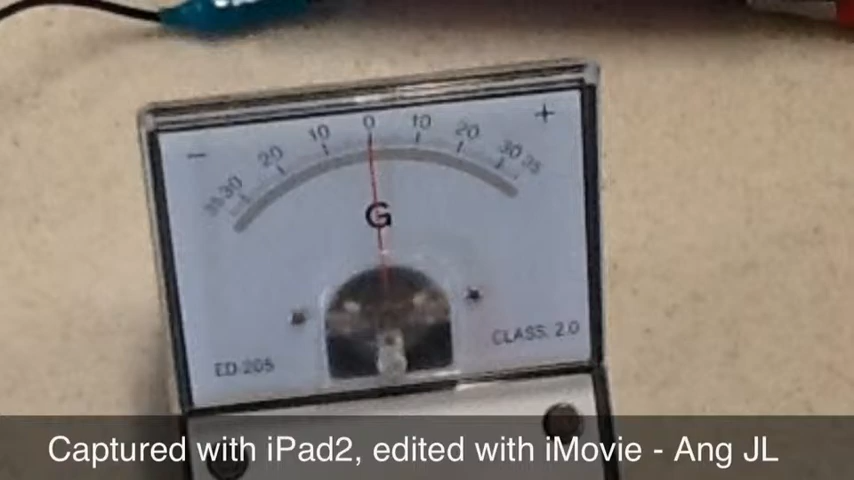 − +
35 30 20 10 0 10 20 30 35
G
ED-205 CLASS. 2.0
Captured with iPad2, edited with iMovie - Ang JL